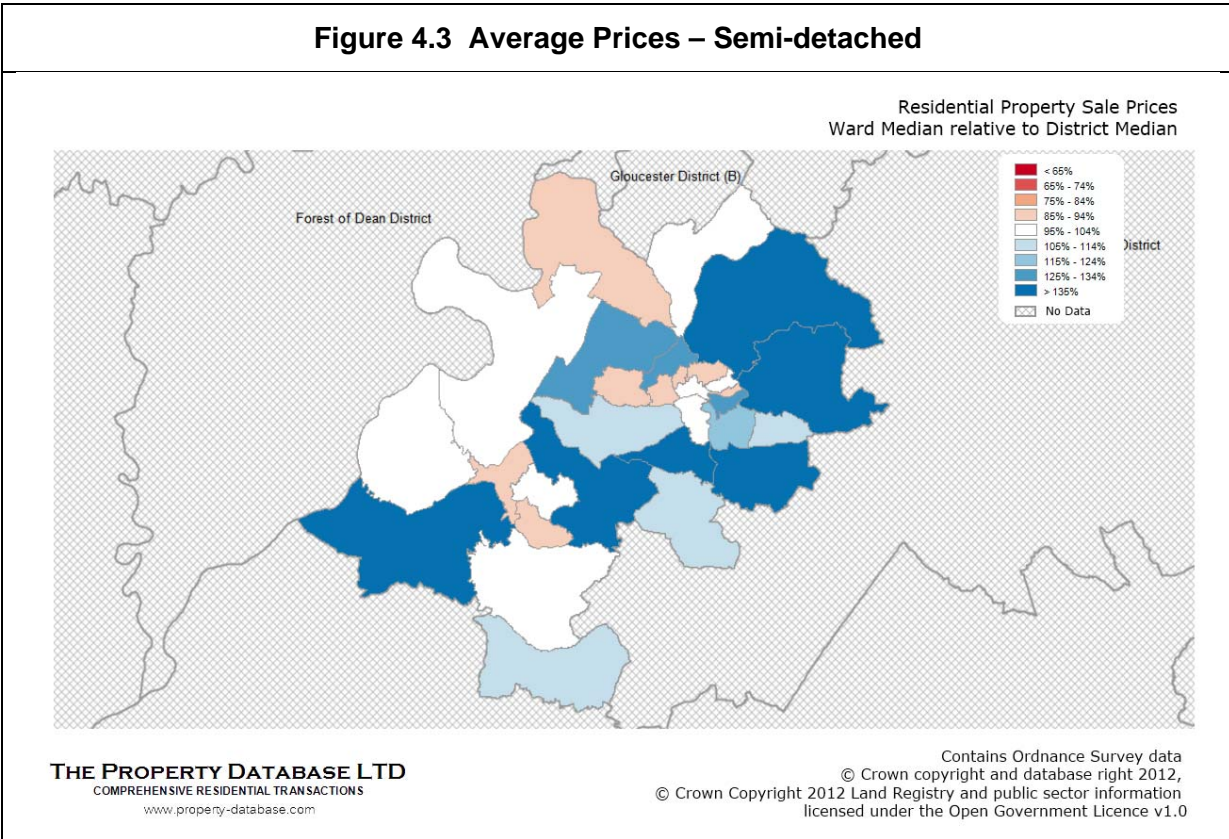 Figure 4.3 Average Prices – Semi-detached
Residential Property Sale Prices
Ward Median relative to District Median
Gloucester District (B)
Forest of Dean District
District
< 65%
65% - 74%
75% - 84%
85% - 94%
95% - 104%
105% - 114%
115% - 124%
125% - 134%
> 135%
No Data
THE PROPERTY DATABASE LTD
COMPREHENSIVE RESIDENTIAL TRANSACTIONS
www.property-database.com
Contains Ordnance Survey data
© Crown copyright and database right 2012,
© Crown Copyright 2012 Land Registry and public sector information
licensed under the Open Government Licence v1.0